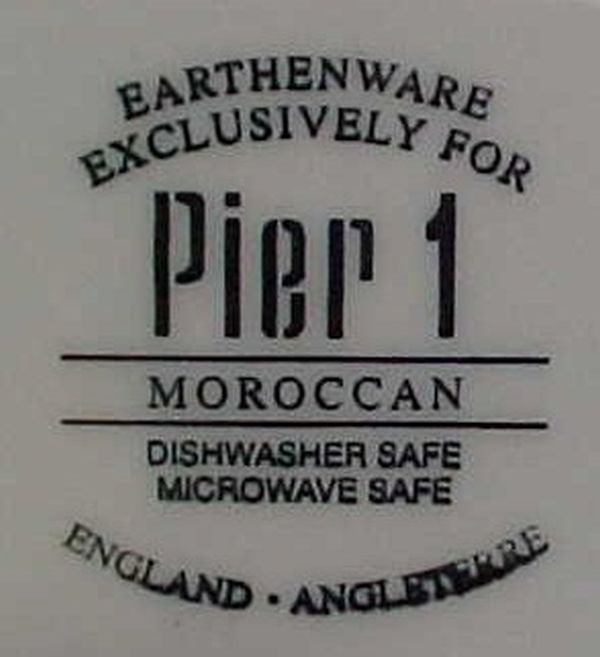 EARTHENWARE
EXCLUSIVELY FOR
Pier 1
MOROCCAN
DISHWASHER SAFE
MICROWAVE SAFE
ENGLAND · ANGLETERRE